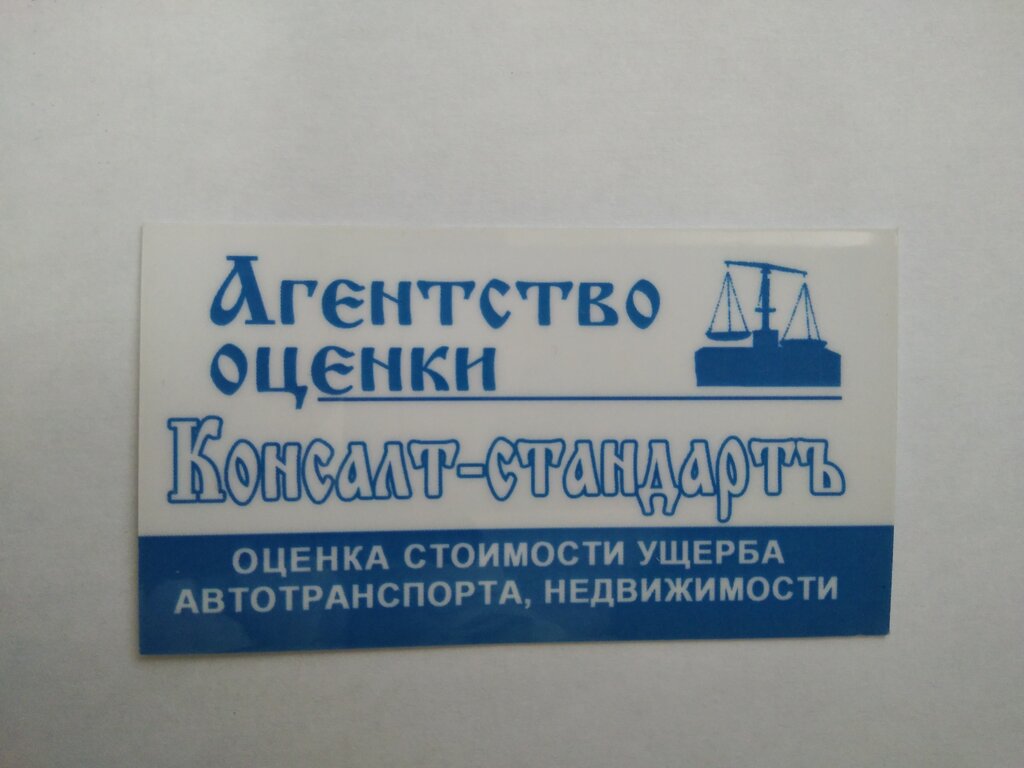 Агентство
оценки
Консалт-стандартъ
ОЦЕНКА СТОИМОСТИ УЩЕРБА
АВТОТРАНСПОРТА, НЕДВИЖИМОСТИ